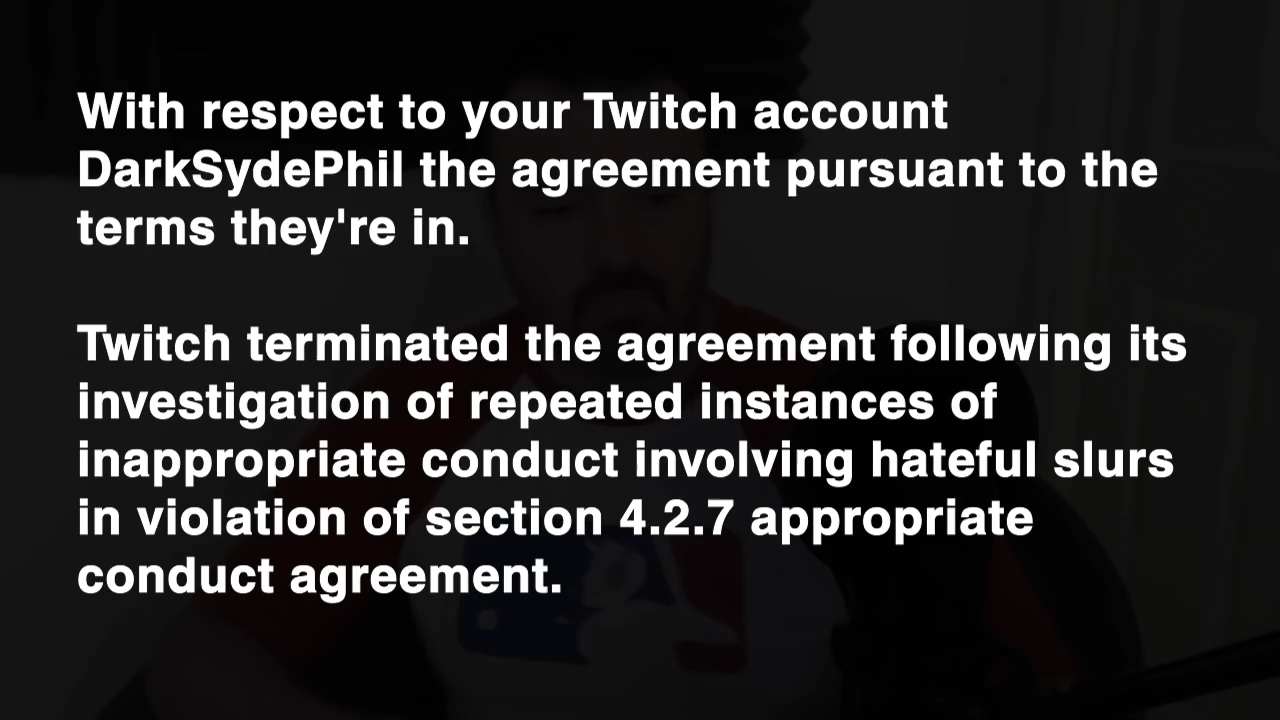 With respect to your Twitch account
DarkSydePhil the agreement pursuant to the
terms they're in.
Twitch terminated the agreement following its
investigation of repeated instances of
inappropriate conduct involving hateful slurs
in violation of section 4.2.7 appropriate
conduct agreement.